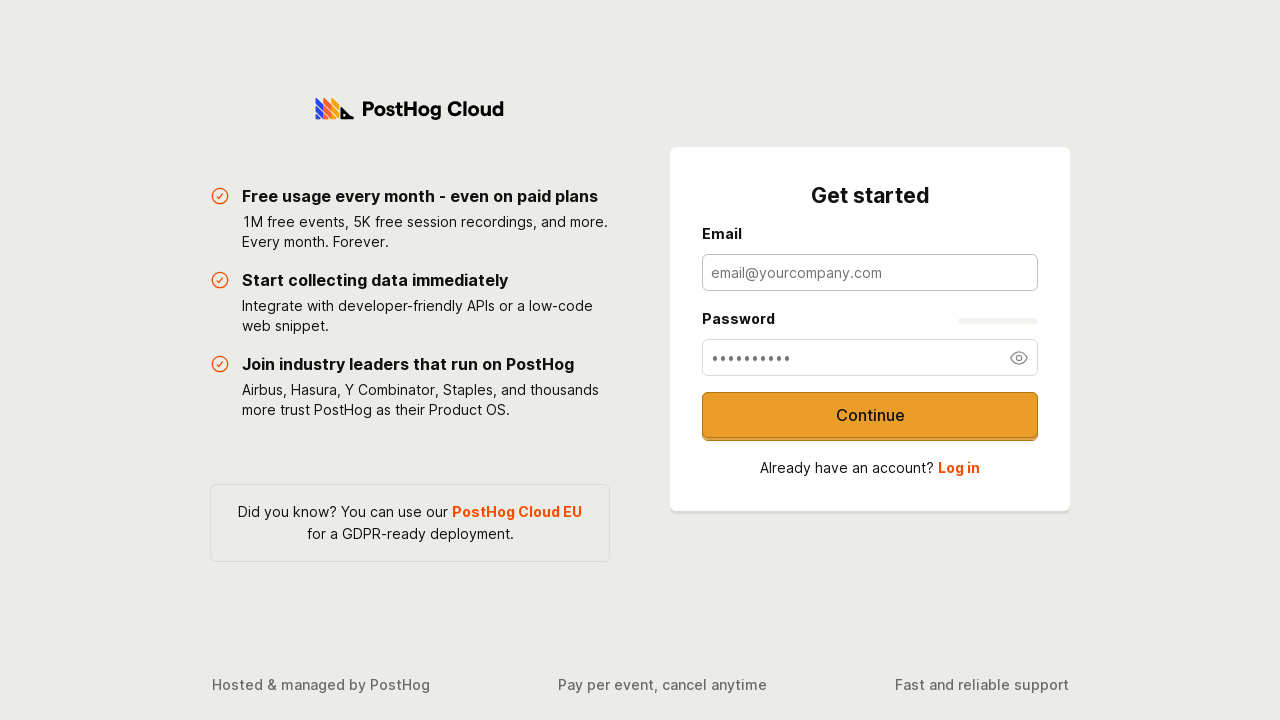 PostHog Cloud
Free usage every month - even on paid plans
1M free events, 5K free session recordings, and more.
Every month. Forever.
Start collecting data immediately
Integrate with developer-friendly APIs or a low-code
web snippet.
Join industry leaders that run on PostHog
Airbus, Hasura, Y Combinator, Staples, and thousands
more trust PostHog as their Product OS.
Did you know? You can use our PostHog Cloud EU
for a GDPR-ready deployment.
Get started
Email
email@yourcompany.com
Password
••••••••••
Continue
Already have an account? Log in
Hosted & managed by PostHog
Pay per event, cancel anytime
Fast and reliable support